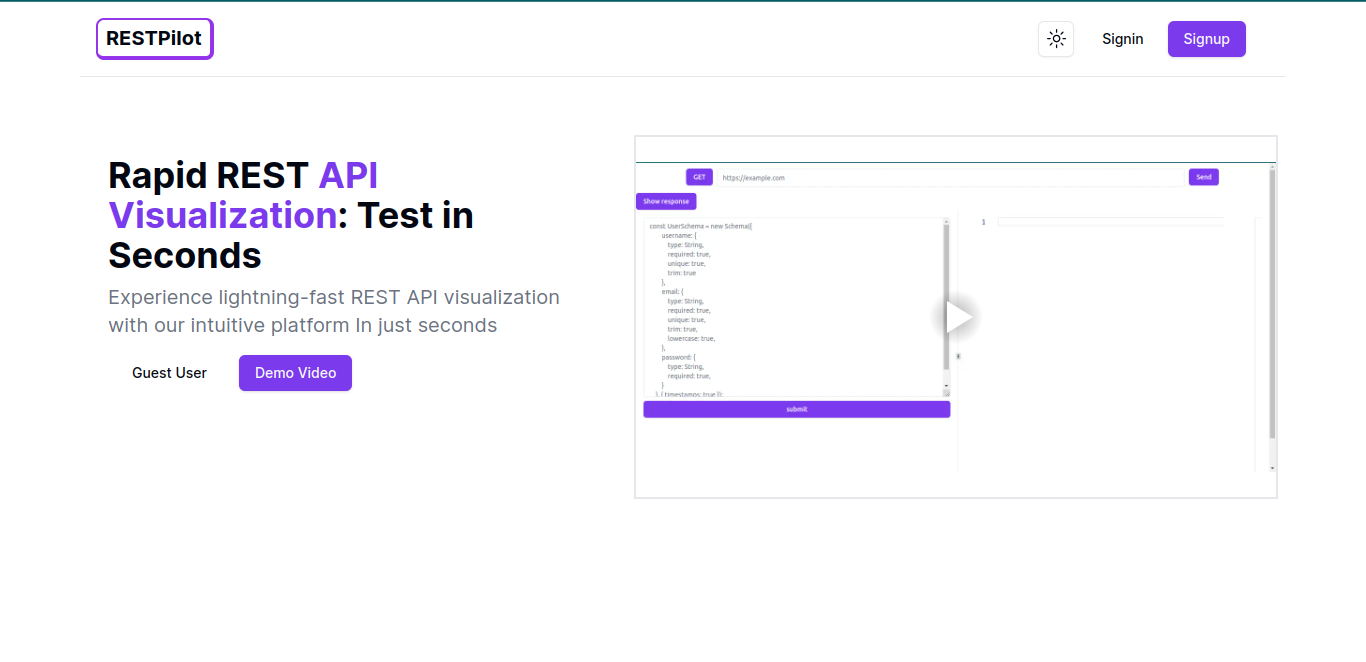 RESTPilot
Signin
Signup
Rapid REST API
Visualization: Test in
Seconds
Experience lightning-fast REST API visualization
with our intuitive platform In just seconds
Guest User
Demo Video
GET
https://example.com
Send
Show response
const UserSchema = new Schema({
username: {
type: String,
required: true,
unique: true,
trim: true
},
email: {
type: String,
required: true,
unique: true,
trim: true,
lowercase: true,
},
password: {
type: String,
required: true,
}
}, { timestamps: true });
submit
1